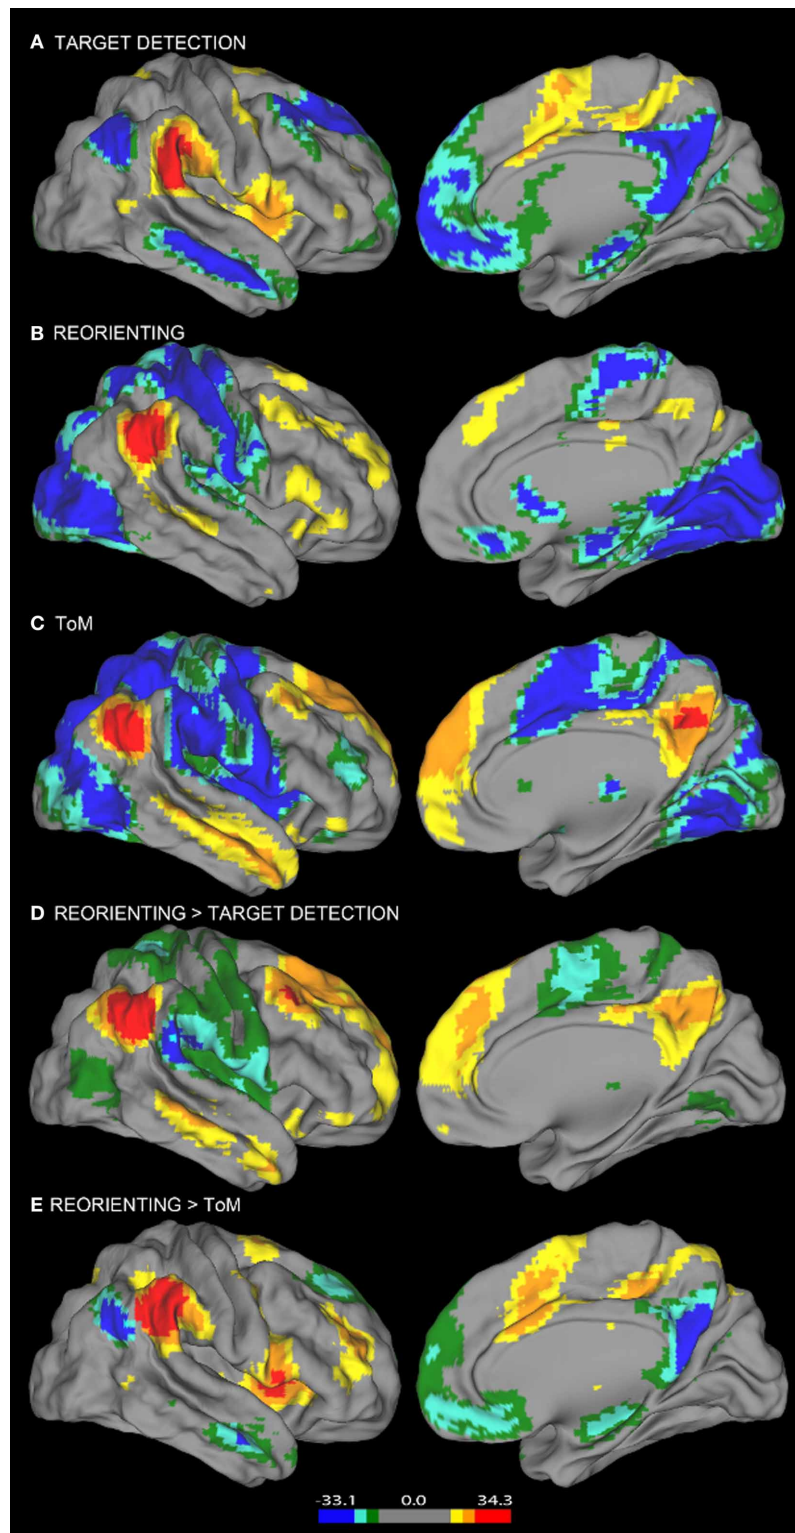 A TARGET DETECTION
B REORIENTING
C ToM
D REORIENTING > TARGET DETECTION
E REORIENTING > ToM
-33.1 0.0 34.3